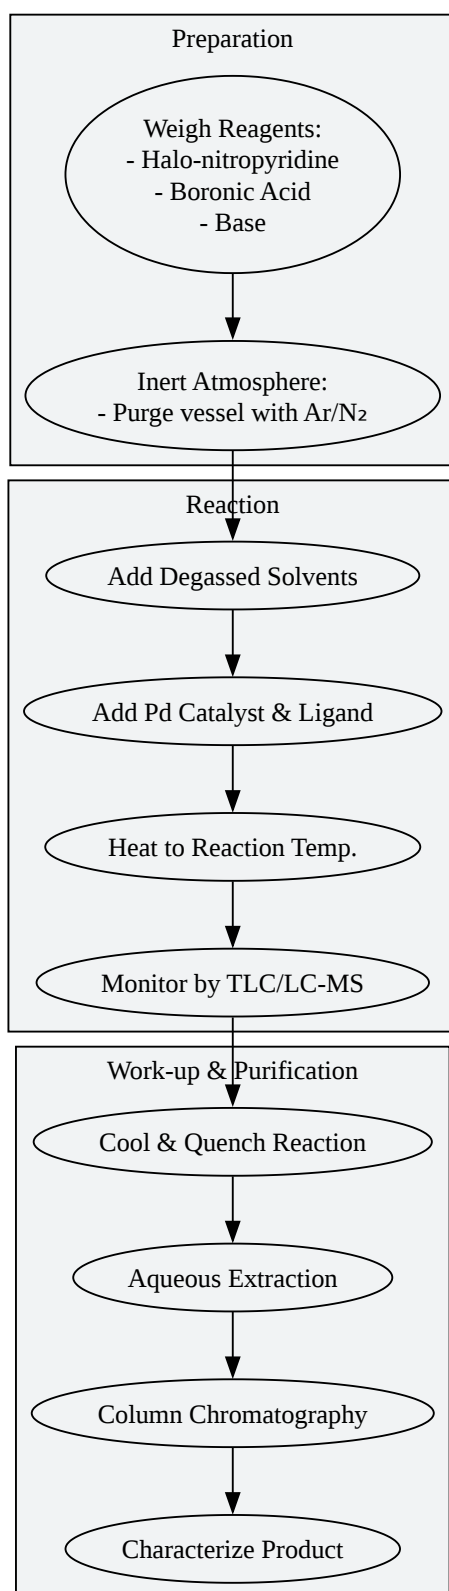 Preparation
Weigh Reagents:
- Halo-nitropyridine
- Boronic Acid
- Base
Inert Atmosphere:
- Purge vessel with Ar/N₂
Reaction
Add Degassed Solvents
Add Pd Catalyst & Ligand
Heat to Reaction Temp.
Monitor by TLC/LC-MS
Work-up & Purification
Cool & Quench Reaction
Aqueous Extraction
Column Chromatography
Characterize Product